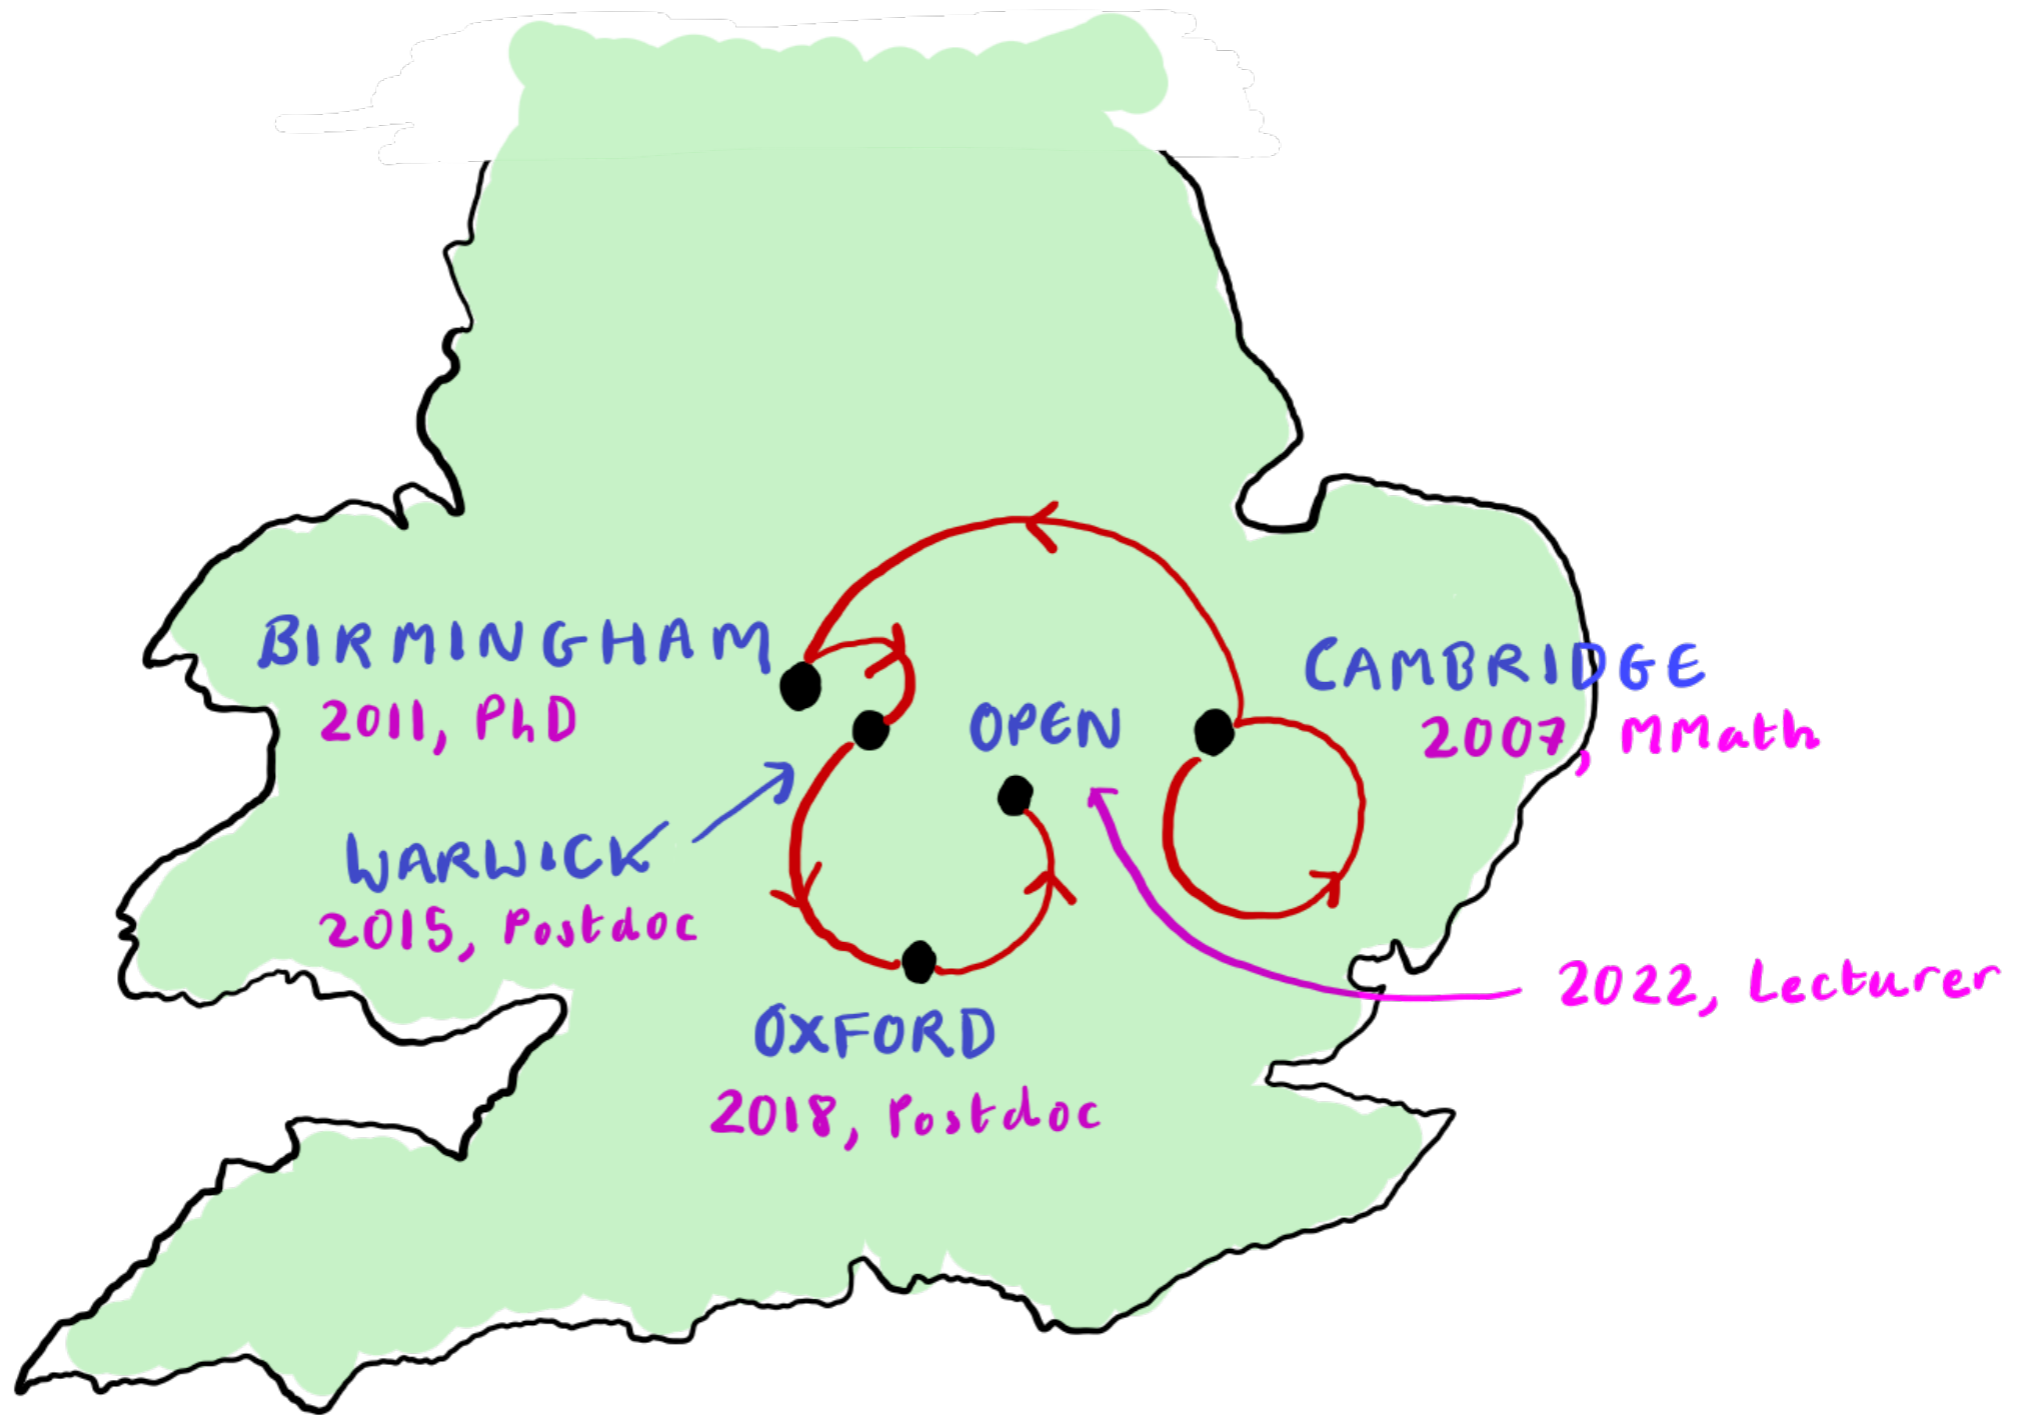 BIRMINGHAM
2011, PhD
OPEN
CAMBRIDGE
2007, MMath
WARWICK
2015, Postdoc
2022, Lecturer
OXFORD
2018, Postdoc